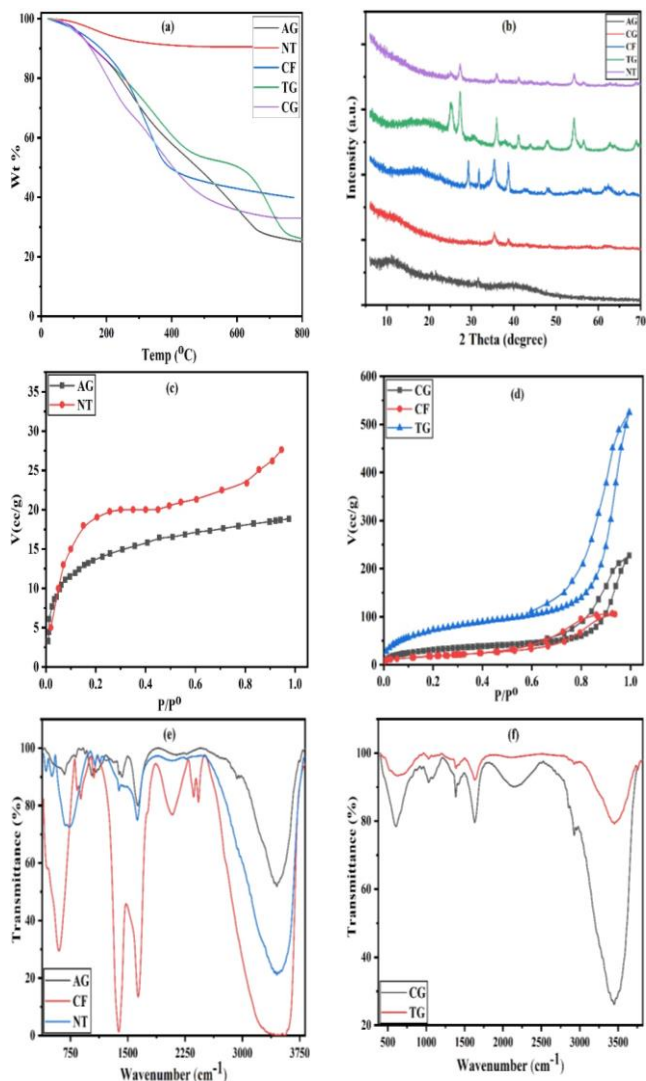 (a)
AG
NT
CF
TG
CG
100
80
60
40
20
0
Wt %
0 200 400 600 800
Temp (⁰C)
(b)
AG
CG
CF
TG
NT
Intensity (a.u.)
10 20 30 40 50 60 70
2 Theta (degree)
(c)
AG
NT
35
30
25
20
15
10
5
0
V(cc/g)
0.0 0.2 0.4 0.6 0.8 1.0
P/P⁰
(d)
CG
CF
TG
600
500
400
300
200
100
0
V(cc/g)
0.0 0.2 0.4 0.6 0.8 1.0
P/P⁰
(e)
100
80
60
40
20
0
Transmittance (%)
AG
CF
NT
750 1500 2250 3000 3750
Wavenumber (cm⁻¹)
(f)
100
80
60
40
20
Transmittance (%)
CG
TG
500 1000 1500 2000 2500 3000 3500
Wavenumber (cm⁻¹)